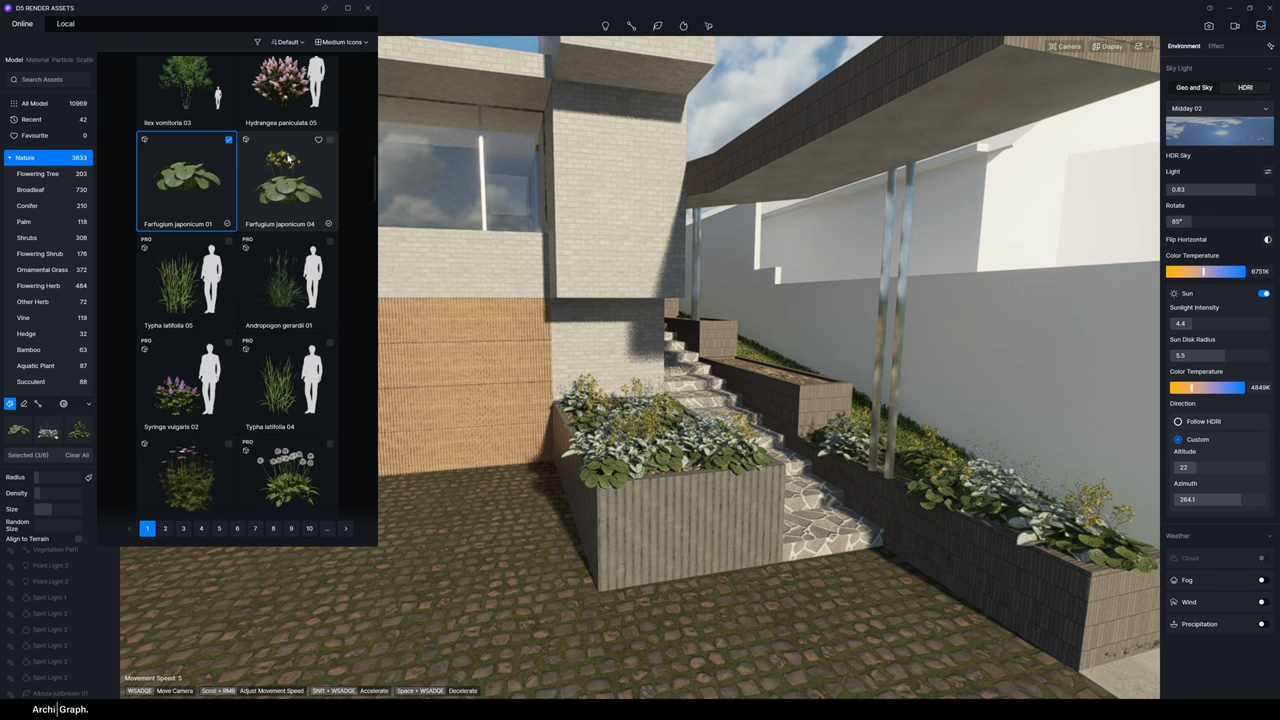 D5 RENDER ASSETS
Online Local
Default Medium Icons
Model Material Particle Scatt
Search Assets
All Model 10969
Recent 42
Favourite 0
Nature 3833
Flowering Tree 203
Broadleaf 730
Conifer 210
Palm 118
Shrubs 308
Flowering Shrub 176
Ornamental Grass 372
Flowering Herb 484
Other Herb 72
Vine 119
Hedge 32
Bamboo 63
Aquatic Plant 87
Succulent 88
Selected (3/6) Clear All
Radius
Density
Size
Random Size
Align to Terrain
Vegetation Path
Point Light 2
Point Light 2
Spot Light 1
Spot Light 2
Spot Light 2
Spot Light 2
Spot Light 2
Spot Light 2
Albizia julibrissin 01
Ilex vomitoria 03
Hydrangea paniculata 05
Farfugium japonicum 01
Farfugium japonicum 04
PRO
PRO
Typha latifolia 05
Andropogon gerardii 01
PRO
PRO
Syringa vulgaris 02
Typha latifolia 04
PRO
1 2 3 4 5 6 7 8 9 10 ...
Camera Display
Movement Speed: 5
WSADQE Move Camera Scroll + RMB Adjust Movement Speed Shift + WSADQE Accelerate Space + WSADQE Decelerate
Environment Effect
Sky Light
Geo and Sky HDRI
Midday 02
HDR Sky
Light
0.83
Rotate
85°
Flip Horizontal
Color Temperature
6751K
Sun
Sunlight Intensity
4.4
Sun Disk Radius
5.5
Color Temperature
4849K
Direction
Follow HDRI
Custom
Altitude
22
Azimuth
264.1
Weather
Cloud
Fog
Wind
Precipitation
Archi|Graph.